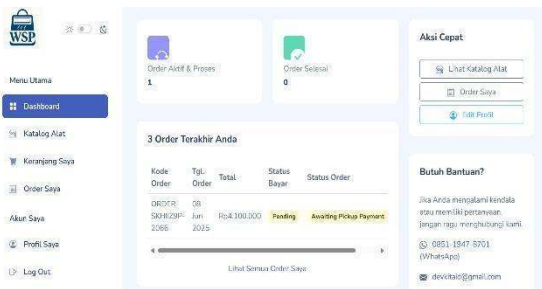 WSP
Menu Utama
Dashboard
Katalog Alat
Keranjang Saya
Order Saya
Akun Saya
Profil Saya
Log Out
Order Aktif & Proses
1
Order Selesai
0
3 Order Terakhir Anda
Kode Order
Tgl. Order
Total
Status Bayar
Status Order
ORDER-
08 Jun 2025
Rp4.100.000
Pending
Awaiting Pickup Payment
Lihat Semua Order Saya
Aksi Cepat
Lihat Katalog Alat
Order Saya
Edit Profil
Butuh Bantuan?
Jika Anda mengalami kendala
atau memiliki pertanyaan,
jangan ragu menghubungi kami.
(WhatsApp)
devkitaid@gmail.com